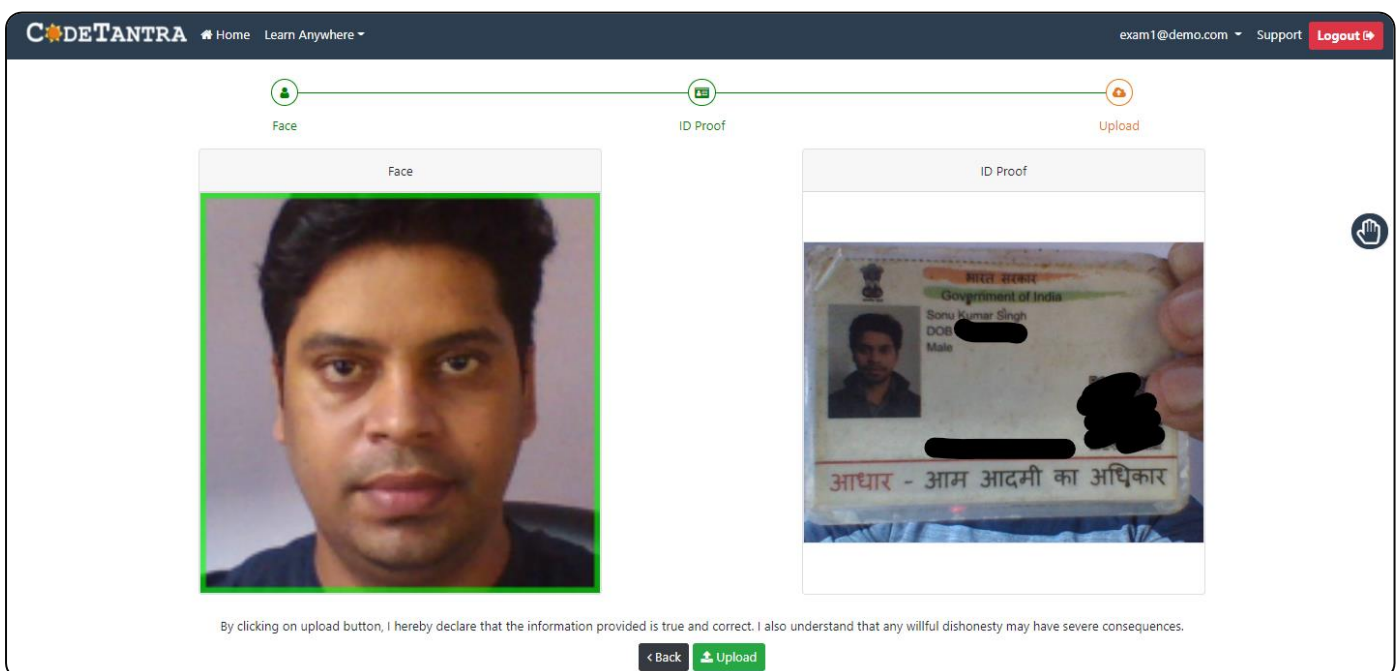 CODETANTRA Home Learn Anywhere exam1@demo.com Support Logout
Face ID Proof Upload
Face
ID Proof
भारत सरकार
Government of India
Sonu Kumar Singh
DOB
Male
आधार - आम आदमी का अधिकार
By clicking on upload button, I hereby declare that the information provided is true and correct. I also understand that any willful dishonesty may have severe consequences.
< Back Upload